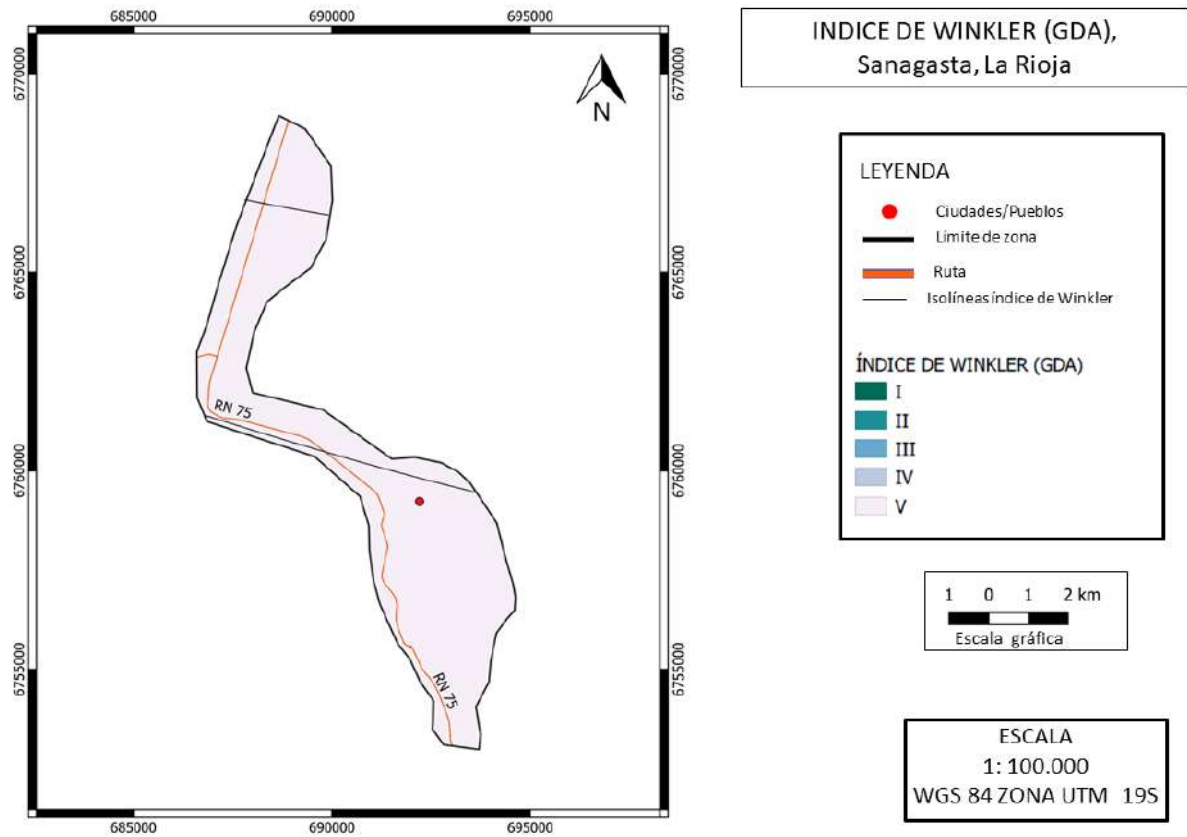 685000
690000
695000
6770000
6770000
6765000
6765000
6760000
6760000
6755000
6755000
N
RN 75
RN 75
685000
690000
695000
INDICE DE WINKLER (GDA),
Sanagasta, La Rioja
LEYENDA
Ciudades/Pueblos
Limite de zona
Ruta
Isolíneas índice de Winkler
ÍNDICE DE WINKLER (GDA)
I
II
III
IV
V
1 0 1 2 km
Escala gráfica
ESCALA
1: 100.000
WGS 84 ZONA UTM 19S